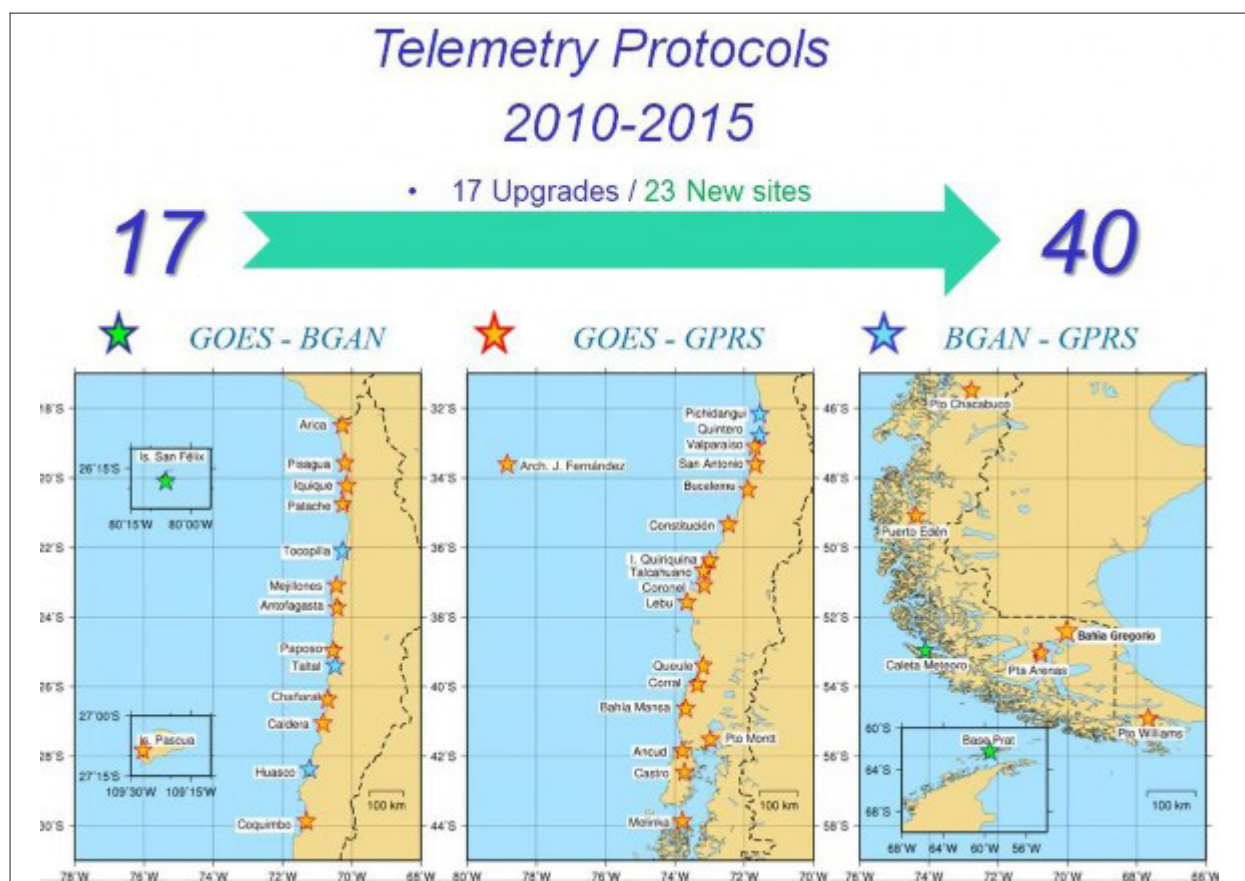 Telemetry Protocols
2010-2015
• 17 Upgrades / 23 New sites
17
40
GOES - BGAN
GOES - GPRS
BGAN - GPRS
18°S
Arica
Is. San Félix
26°15'S
Pisagua
Iquique
20°S
Patache
80°15'W 80°00'W
22°S
Tocopilla
Mejillones
24°S
Antofagasta
Paposo
Taltal
26°S
Chañaral
27°00'S
Caldera
Is. Pascua
28°S
27°15'S
Huasco
109°30'W 109°15'W
100 km
Coquimbo
30°S
78°W 76°W 74°W 72°W 70°W 68°W
32°S
Pichidangui
Quintero
Valparaíso
Arch. J. Fernández
San Antonio
34°S
Bucalemu
Constitución
36°S
I. Quiriquina
Talcahuano
Coronel
Lebu
38°S
Queule
40°S
Corral
Bahía Mansa
Pto Montt
42°S
Ancud
Castro
100 km
Melinka
44°S
80°W 78°W 76°W 74°W 72°W 70°W
46°S
Pto Chacabuco
48°S
Puerto Edén
50°S
52°S
Bahía Gregorio
Caleta Meteoro
Pta Arenas
54°S
60°S
Base Prat
Pto Williams
56°S
64°S
100 km
68°S
58°S
68°W 64°W 60°W 56°W
76°W 74°W 72°W 70°W 68°W 66°W